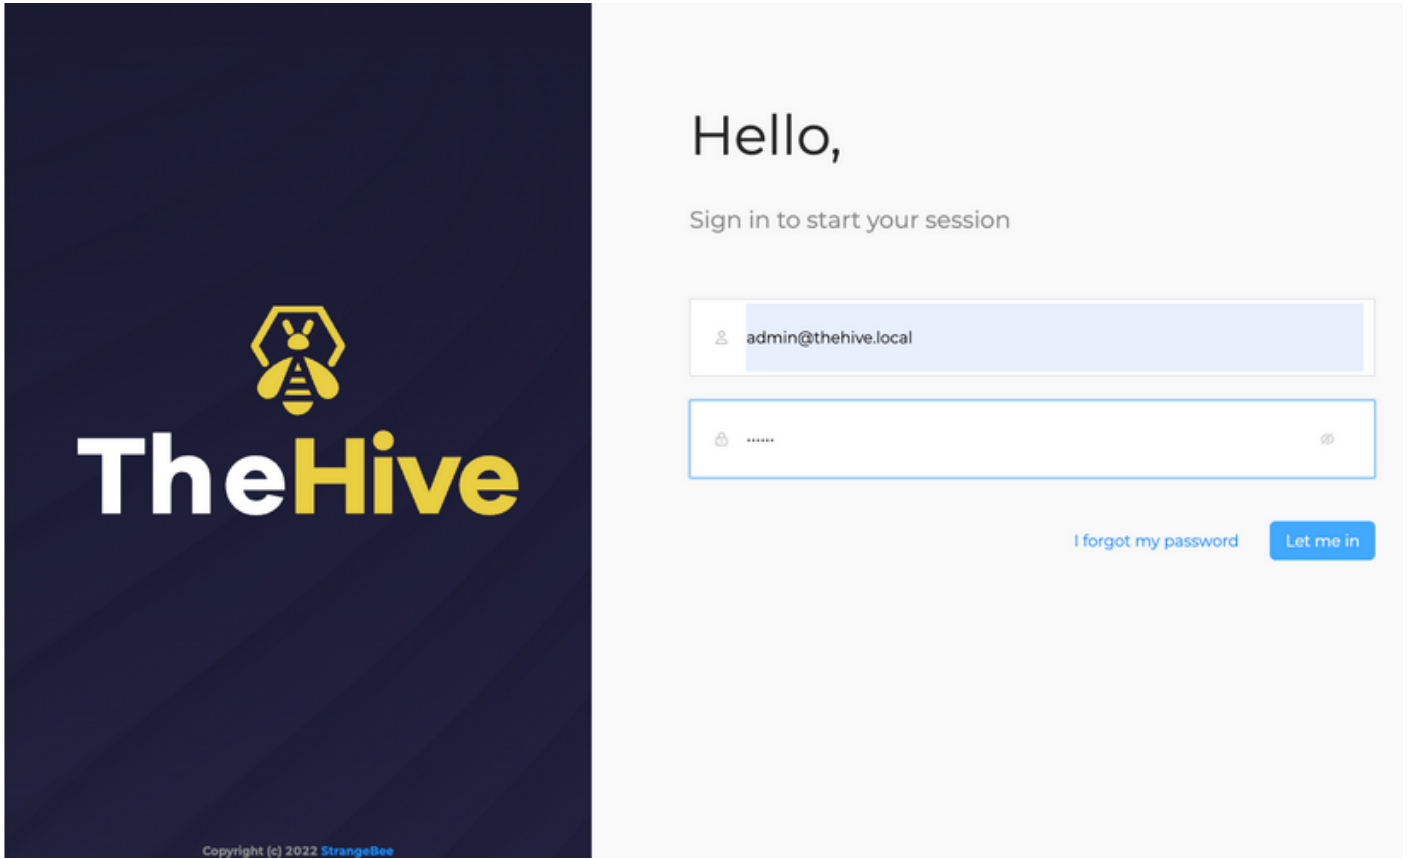 TheHive
Copyright (c) 2022 StrangeBee
Hello,
Sign in to start your session
admin@thehive.local
······
I forgot my password
Let me in